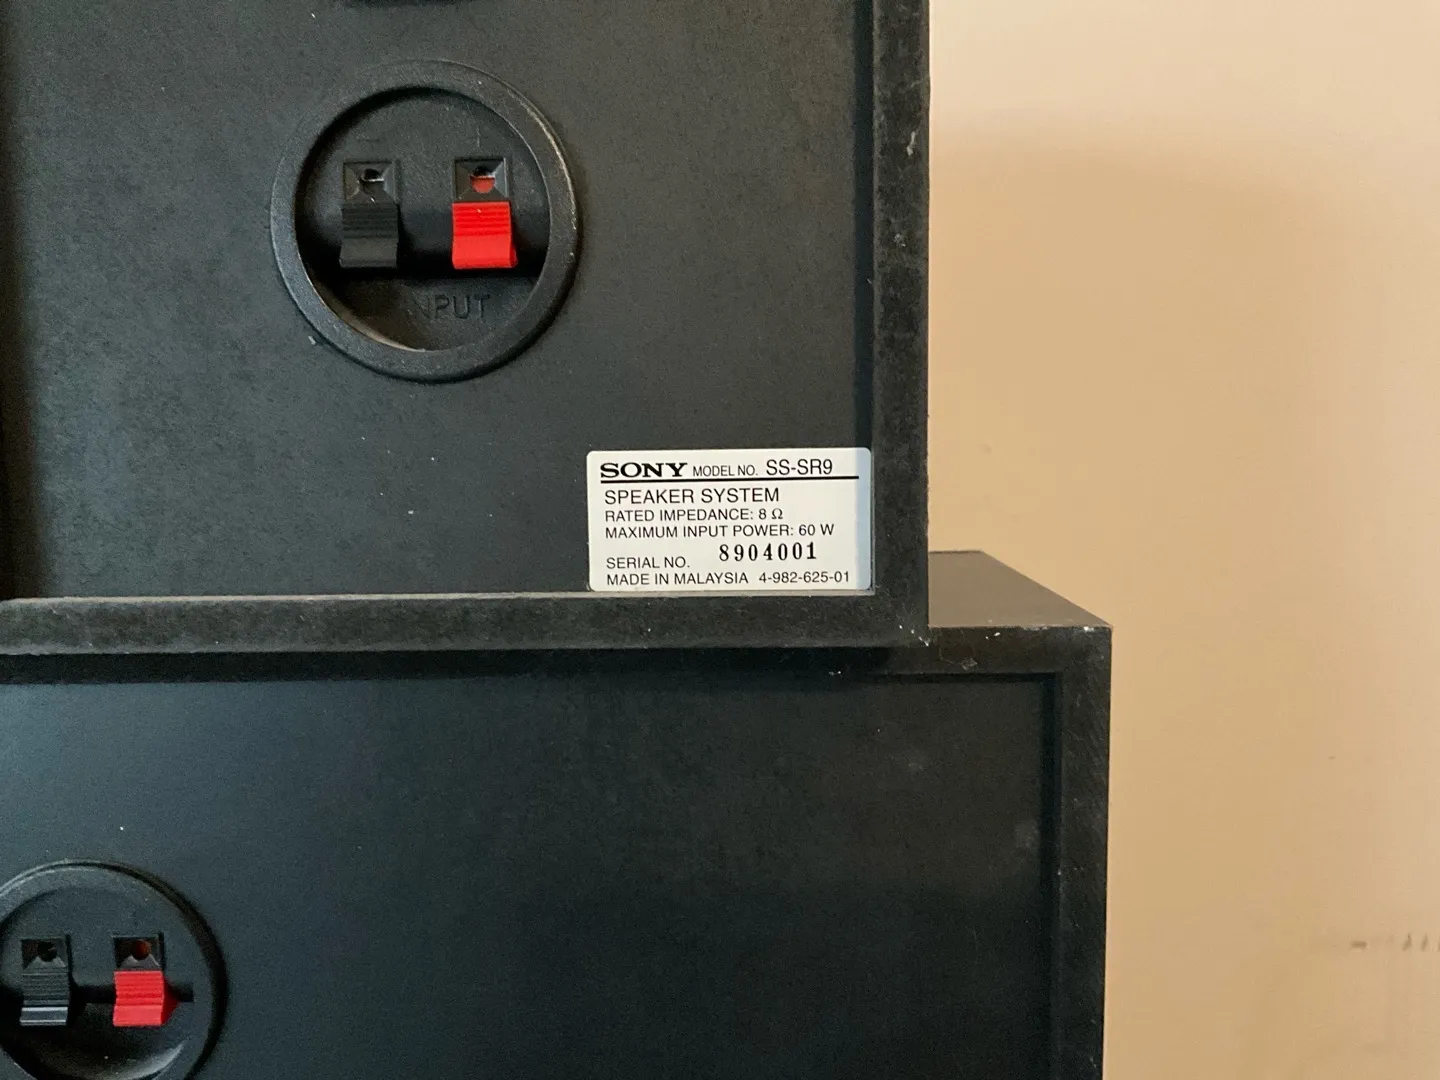 − +
INPUT
SONY MODEL NO. SS-SR9
SPEAKER SYSTEM
RATED IMPEDANCE: 8 Ω
MAXIMUM INPUT POWER: 60 W
SERIAL NO. 8904001
MADE IN MALAYSIA 4-982-625-01